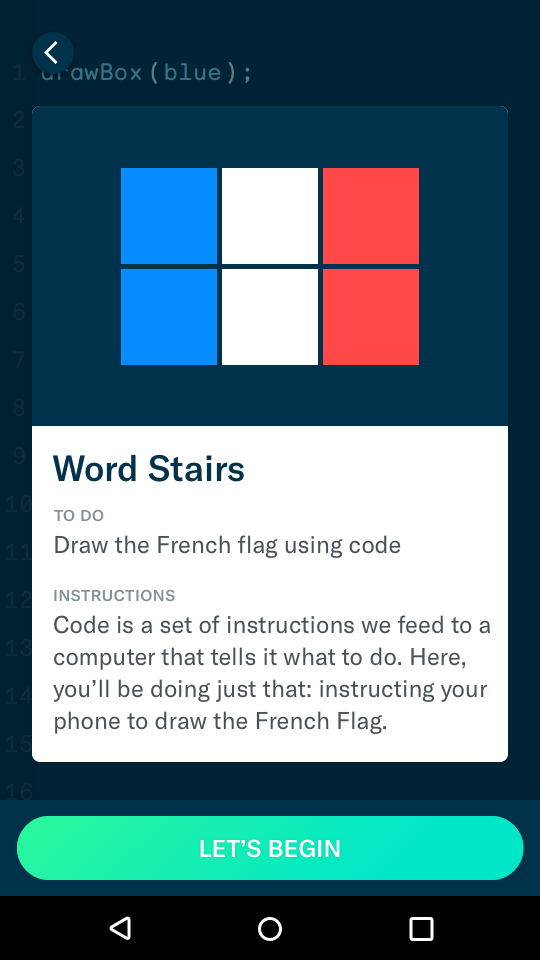 1 drawBox(blue);
2
3
4
5
6
7
8
9
10
11
12
13
14
15
16
Word Stairs
TO DO
Draw the French flag using code
INSTRUCTIONS
Code is a set of instructions we feed to a
computer that tells it what to do. Here,
you’ll be doing just that: instructing your
phone to draw the French Flag.
LET’S BEGIN